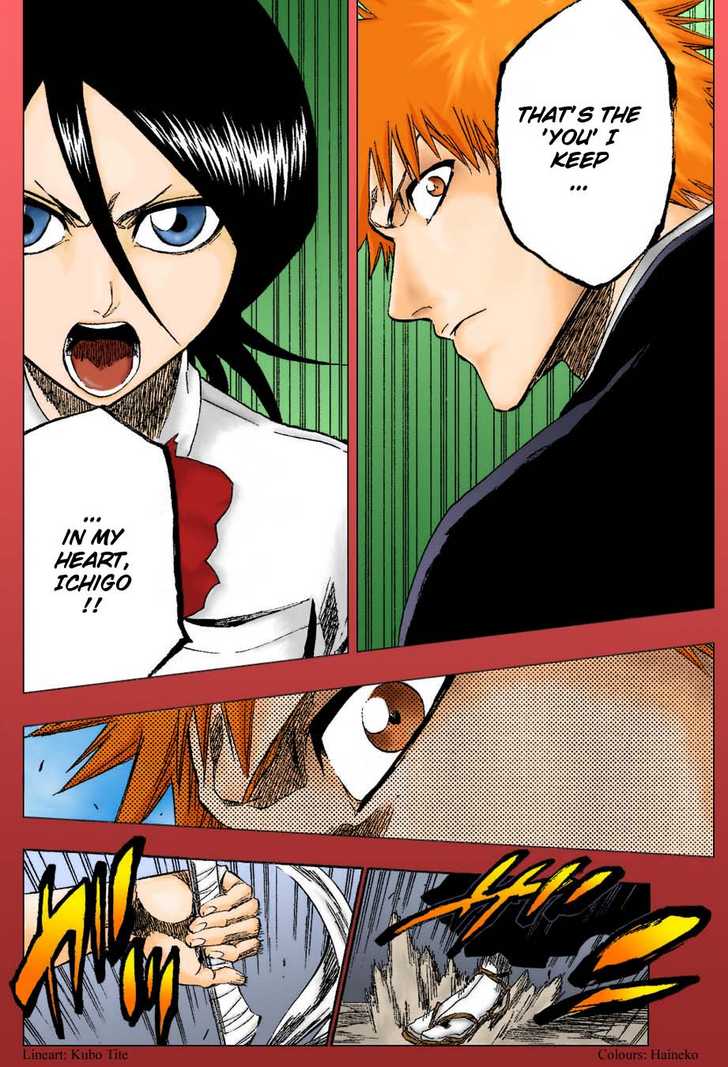 THAT'S THE
'YOU' I
KEEP
...
...
IN MY
HEART,
ICHIGO
!!
Lineart: Kubo Tite
Colours: Haineko